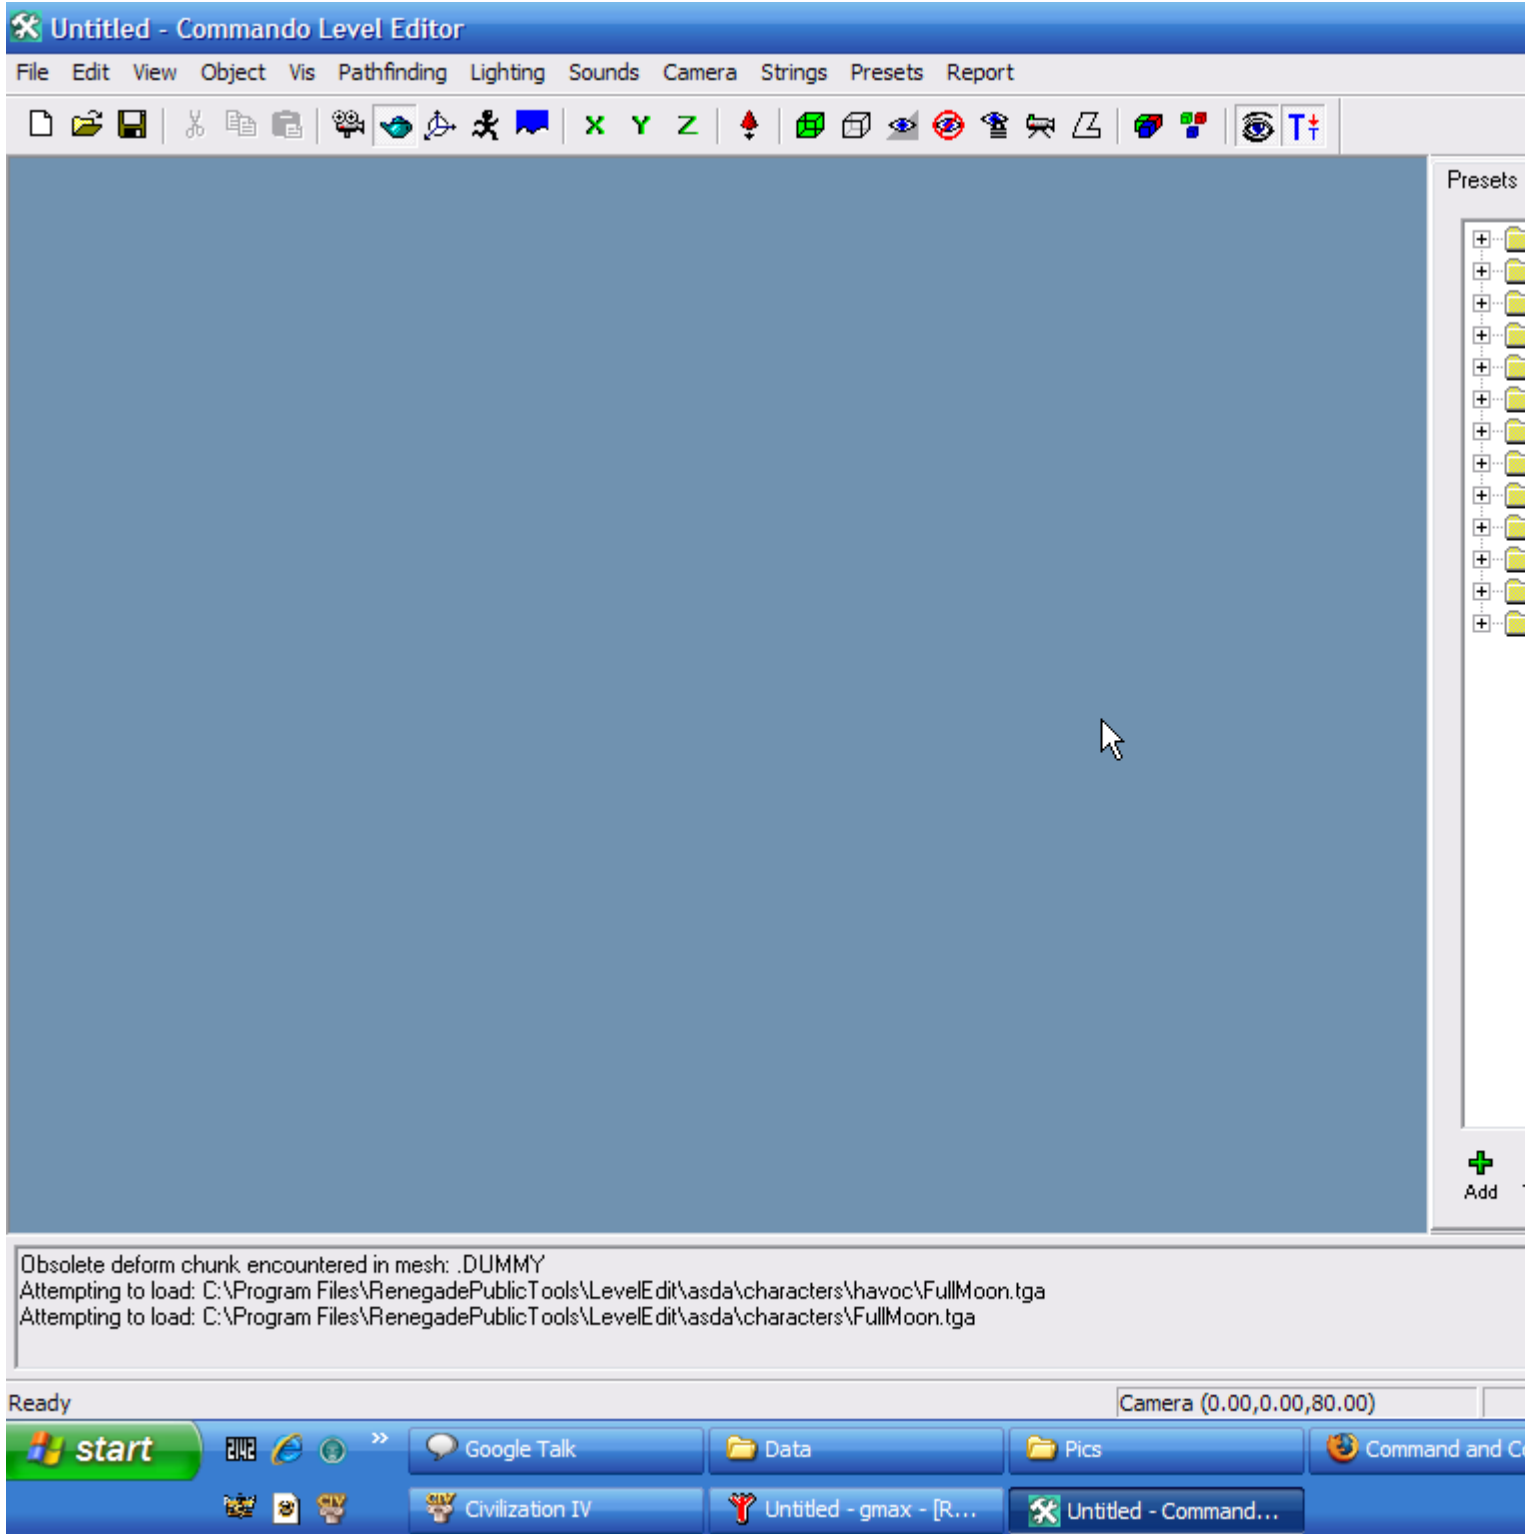 Untitled - Commando Level Editor
File Edit View Object Vis Pathfinding Lighting Sounds Camera Strings Presets Report
X Y Z T
Presets
Add
Obsolete deform chunk encountered in mesh: .DUMMY
Attempting to load: C:\Program Files\RenegadePublicTools\LevelEdit\asda\characters\havoc\FullMoon.tga
Attempting to load: C:\Program Files\RenegadePublicTools\LevelEdit\asda\characters\FullMoon.tga
Ready Camera (0.00,0.00,80.00)
start 2142 » Google Talk Data Pics Command and Co
CIV Civilization IV Untitled - gmax - [R... Untitled - Command...